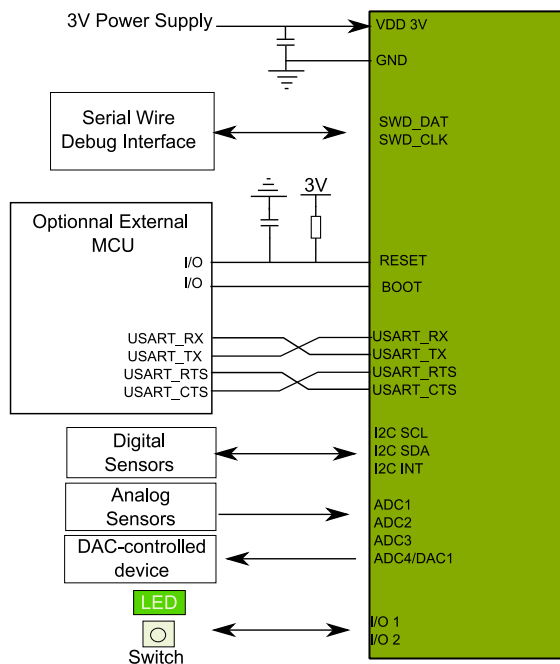 3V Power Supply
VDD 3V
GND
Serial Wire
Debug Interface
SWD_DAT
SWD_CLK
3V
Optionnal External
MCU
I/O
RESET
I/O
BOOT
USART_RX
USART_TX
USART_RTS
USART_CTS
USART_RX
USART_TX
USART_RTS
USART_CTS
Digital
Sensors
I2C SCL
I2C SDA
I2C INT
Analog
Sensors
ADC1
ADC2
ADC3
ADC4/DAC1
DAC-controlled
device
LED
Switch
I/O 1
I/O 2